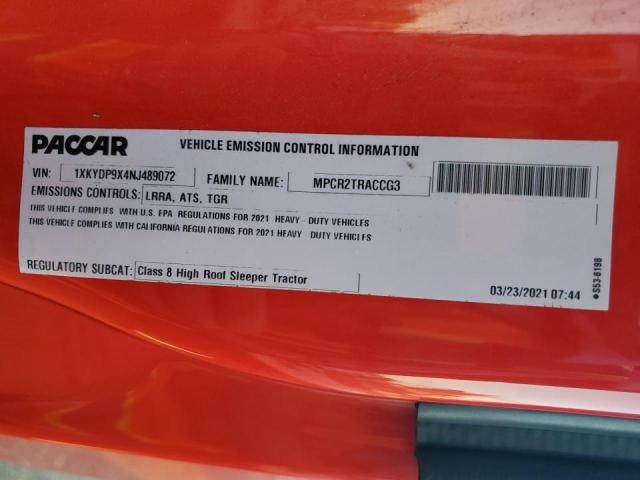 PACCAR VEHICLE EMISSION CONTROL INFORMATION
VIN: 1XKYDP9X4NJ489072 FAMILY NAME: MPCR2TRACCG3
EMISSIONS CONTROLS: LRRA, ATS, TGR
THIS VEHICLE COMPLIES WITH U.S. EPA REGULATIONS FOR 2021 HEAVY - DUTY VEHICLES
THIS VEHICLE COMPLIES WITH CALIFORNIA REGULATIONS FOR 2021 HEAVY DUTY VEHICLES
REGULATORY SUBCAT: Class 8 High Roof Sleeper Tractor
03/23/2021 07:44
●S53-6198